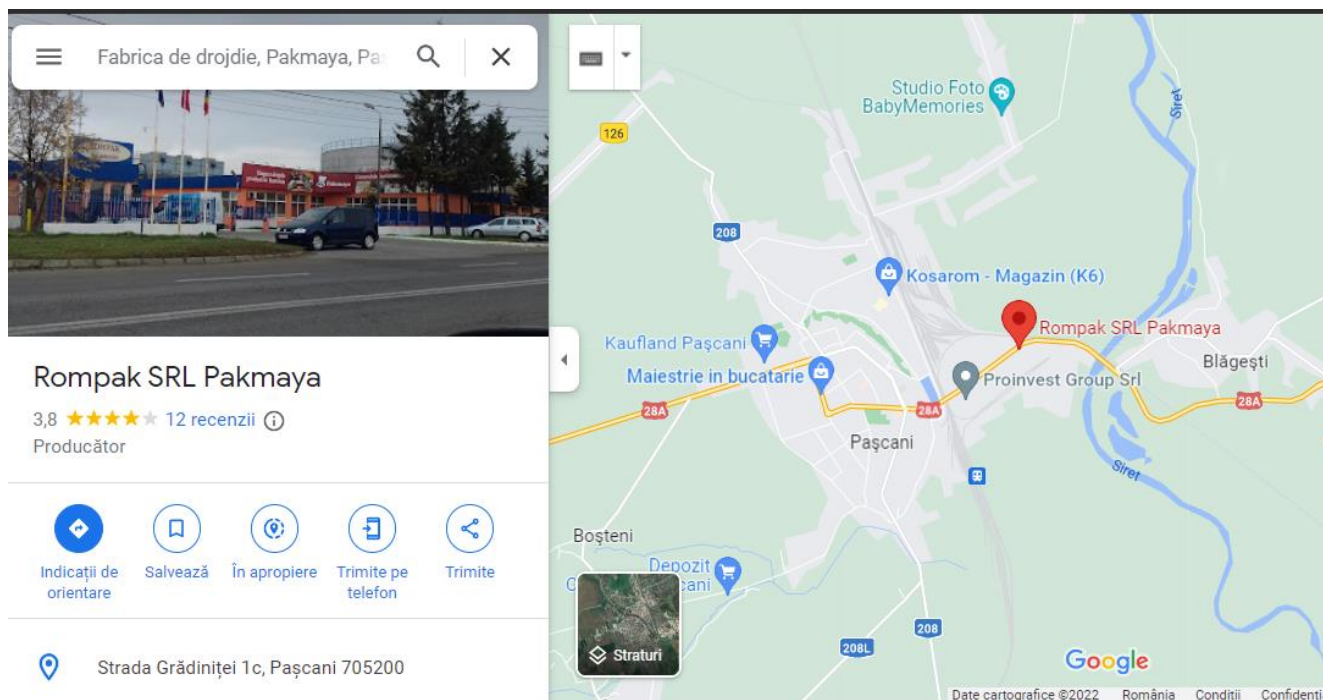 Fabrica de drojdie, Pakmaya, Pa
Rompak SRL Pakmaya
3,8
12 recenzii
Producător
Indicații de
orientare
Salvează
În apropiere
Trimite pe
telefon
Trimite
Strada Grădiniței 1c, Pașcani 705200
Studio Foto
BabyMemories
Siret
126
208
Kosarom - Magazin (K6)
Rompak SRL Pakmaya
Kaufland Pașcani
Maiestrie in bucatarie
Proinvest Group Srl
Blăgești
28A
28A
28A
Pașcani
Siret
Boșteni
Depozit
cani
Straturi
208
208L
Google
Date cartografice ©2022 România Condiții Confidenți